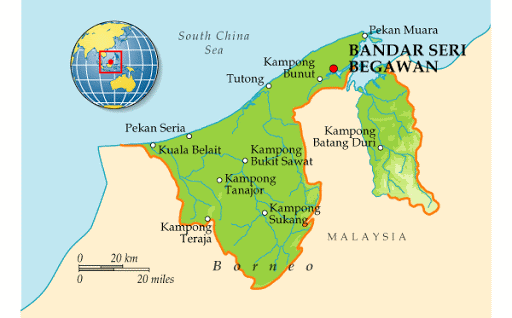 Pekan Muara
South China
Sea
BANDAR SERI
BEGAWAN
Kampong
Bunut
Tutong
Pekan Seria
Kampong
Batang Duri
Kuala Belait
Kampong
Bukit Sawat
Kampong
Tanajor
Kampong
Sukang
Kampong
Teraja
MALAYSIA
Borneo
0 20 km
0 20 miles